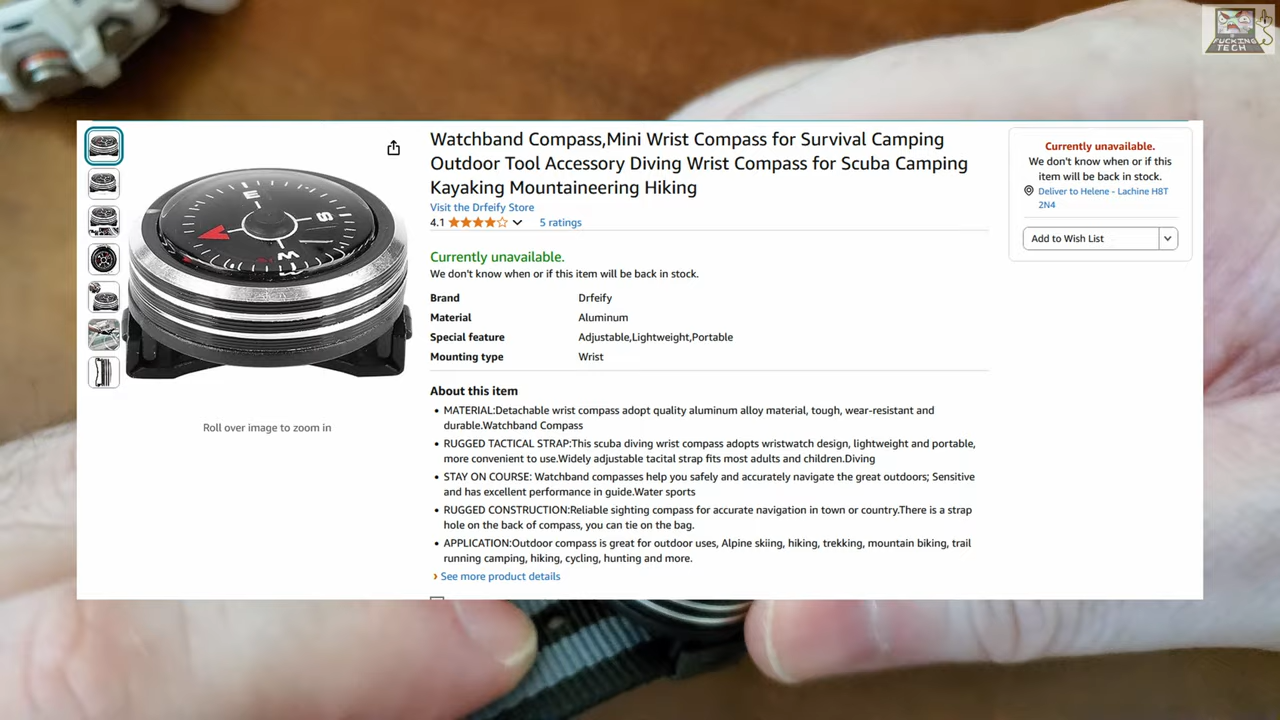 FUCKING
TECH
Watchband Compass,Mini Wrist Compass for Survival Camping
Outdoor Tool Accessory Diving Wrist Compass for Scuba Camping
Kayaking Mountaineering Hiking
Visit the Drfeify Store
4.1
5 ratings
Currently unavailable.
We don't know when or if this item will be back in stock.
Brand Drfeify
Material Aluminum
Special feature Adjustable,Lightweight,Portable
Mounting type Wrist
About this item
• MATERIAL:Detachable wrist compass adopt quality aluminum alloy material, tough, wear-resistant and
durable.Watchband Compass
• RUGGED TACTICAL STRAP:This scuba diving wrist compass adopts wristwatch design, lightweight and portable,
more convenient to use.Widely adjustable tacital strap fits most adults and children.Diving
• STAY ON COURSE: Watchband compasses help you safely and accurately navigate the great outdoors; Sensitive
and has excellent performance in guide.Water sports
• RUGGED CONSTRUCTION:Reliable sighting compass for accurate navigation in town or country.There is a strap
hole on the back of compass, you can tie on the bag.
• APPLICATION:Outdoor compass is great for outdoor uses, Alpine skiing, hiking, trekking, mountain biking, trail
running camping, hiking, cycling, hunting and more.
› See more product details
E
S
W
Roll over image to zoom in
Currently unavailable.
We don't know when or if this
item will be back in stock.
Deliver to Helene - Lachine H8T
2N4
Add to Wish List